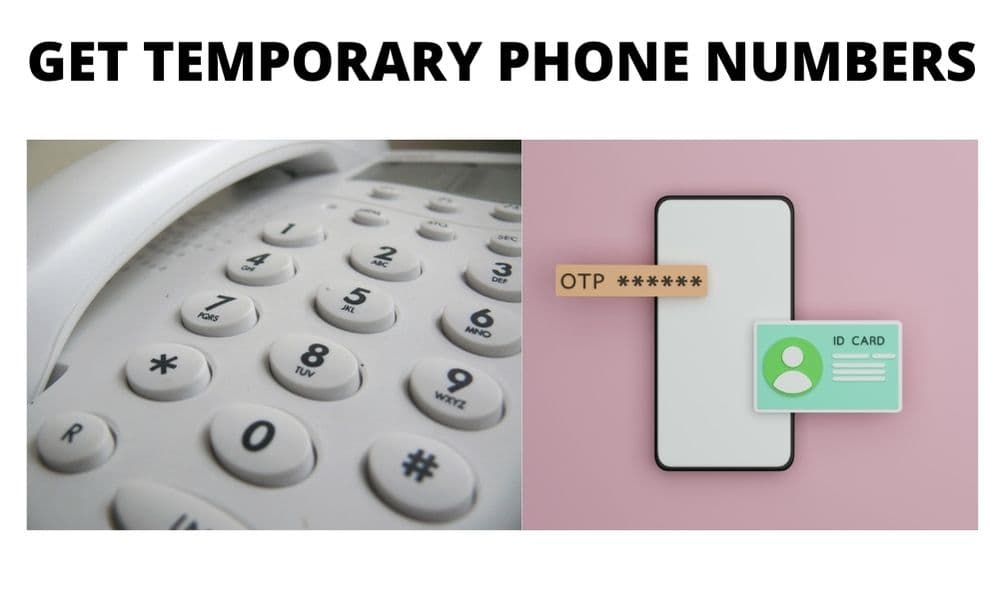 GET TEMPORARY PHONE NUMBERS
1
2
ABC
3
DEF
4
GHI
5
JKL
6
MNO
7
PQRS
8
TUV
9
WXYZ
*
0
#
R
SEC
OTP ******
ID CARD